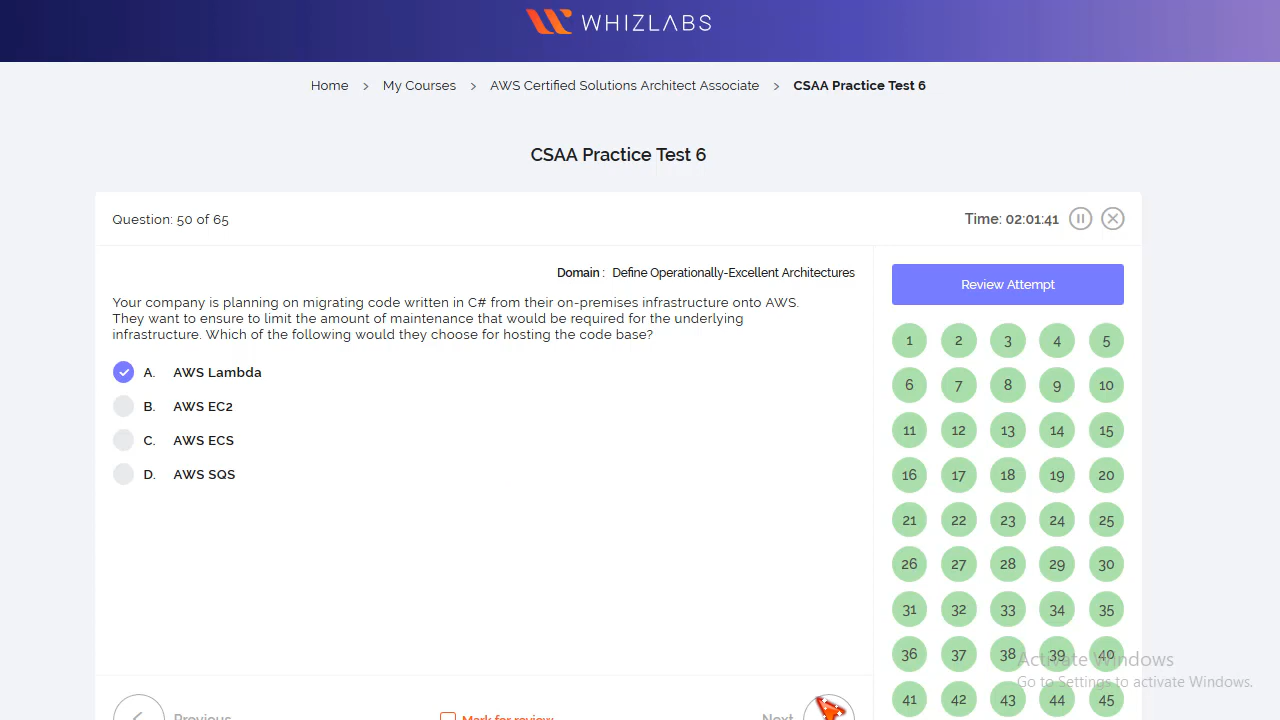 WHIZLABS
Home > My Courses > AWS Certified Solutions Architect Associate > CSAA Practice Test 6
CSAA Practice Test 6
Question: 50 of 65
Time: 02:01:41
Domain : Define Operationally-Excellent Architectures
Your company is planning on migrating code written in C# from their on-premises infrastructure onto AWS.
They want to ensure to limit the amount of maintenance that would be required for the underlying
infrastructure. Which of the following would they choose for hosting the code base?
A. AWS Lambda
B. AWS EC2
C. AWS ECS
D. AWS SQS
Previous
Mark for review
Next
Review Attempt
1 2 3 4 5
6 7 8 9 10
11 12 13 14 15
16 17 18 19 20
21 22 23 24 25
26 27 28 29 30
31 32 33 34 35
36 37 38 39 40
41 42 43 44 45
Activate Windows
Go to Settings to activate Windows.